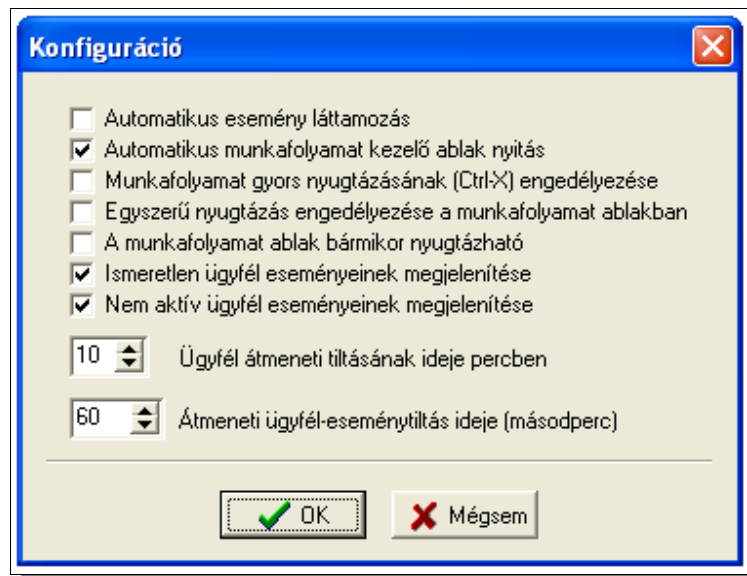 Konfiguráció
Automatikus esemény láttamozás
Automatikus munkafolyamat kezelő ablak nyitás
Munkafolyamat gyors nyugtázásának (Ctrl-X) engedélyezése
Egyszerű nyugtázás engedélyezése a munkafolyamat ablakban
A munkafolyamat ablak bármikor nyugtázható
Ismeretlen ügyfél eseményeinek megjelenítése
Nem aktív ügyfél eseményeinek megjelenítése
10 Ügyfél átmeneti tiltásának ideje percben
60 Átmeneti ügyfél-eseménytiltás ideje (másodperc)
OK Mégsem